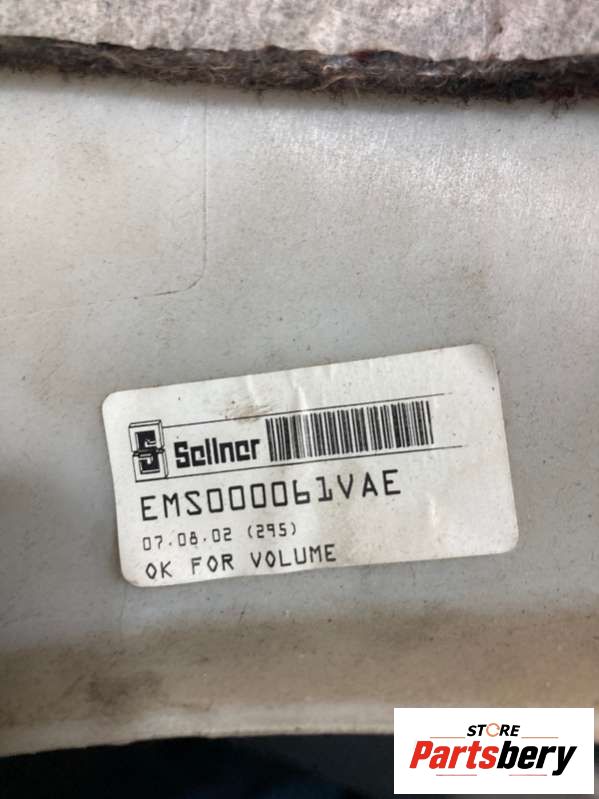 Sellner
EMS000061VAE
07.08.02 (295)
OK FOR VOLUME
STORE
Partsbery